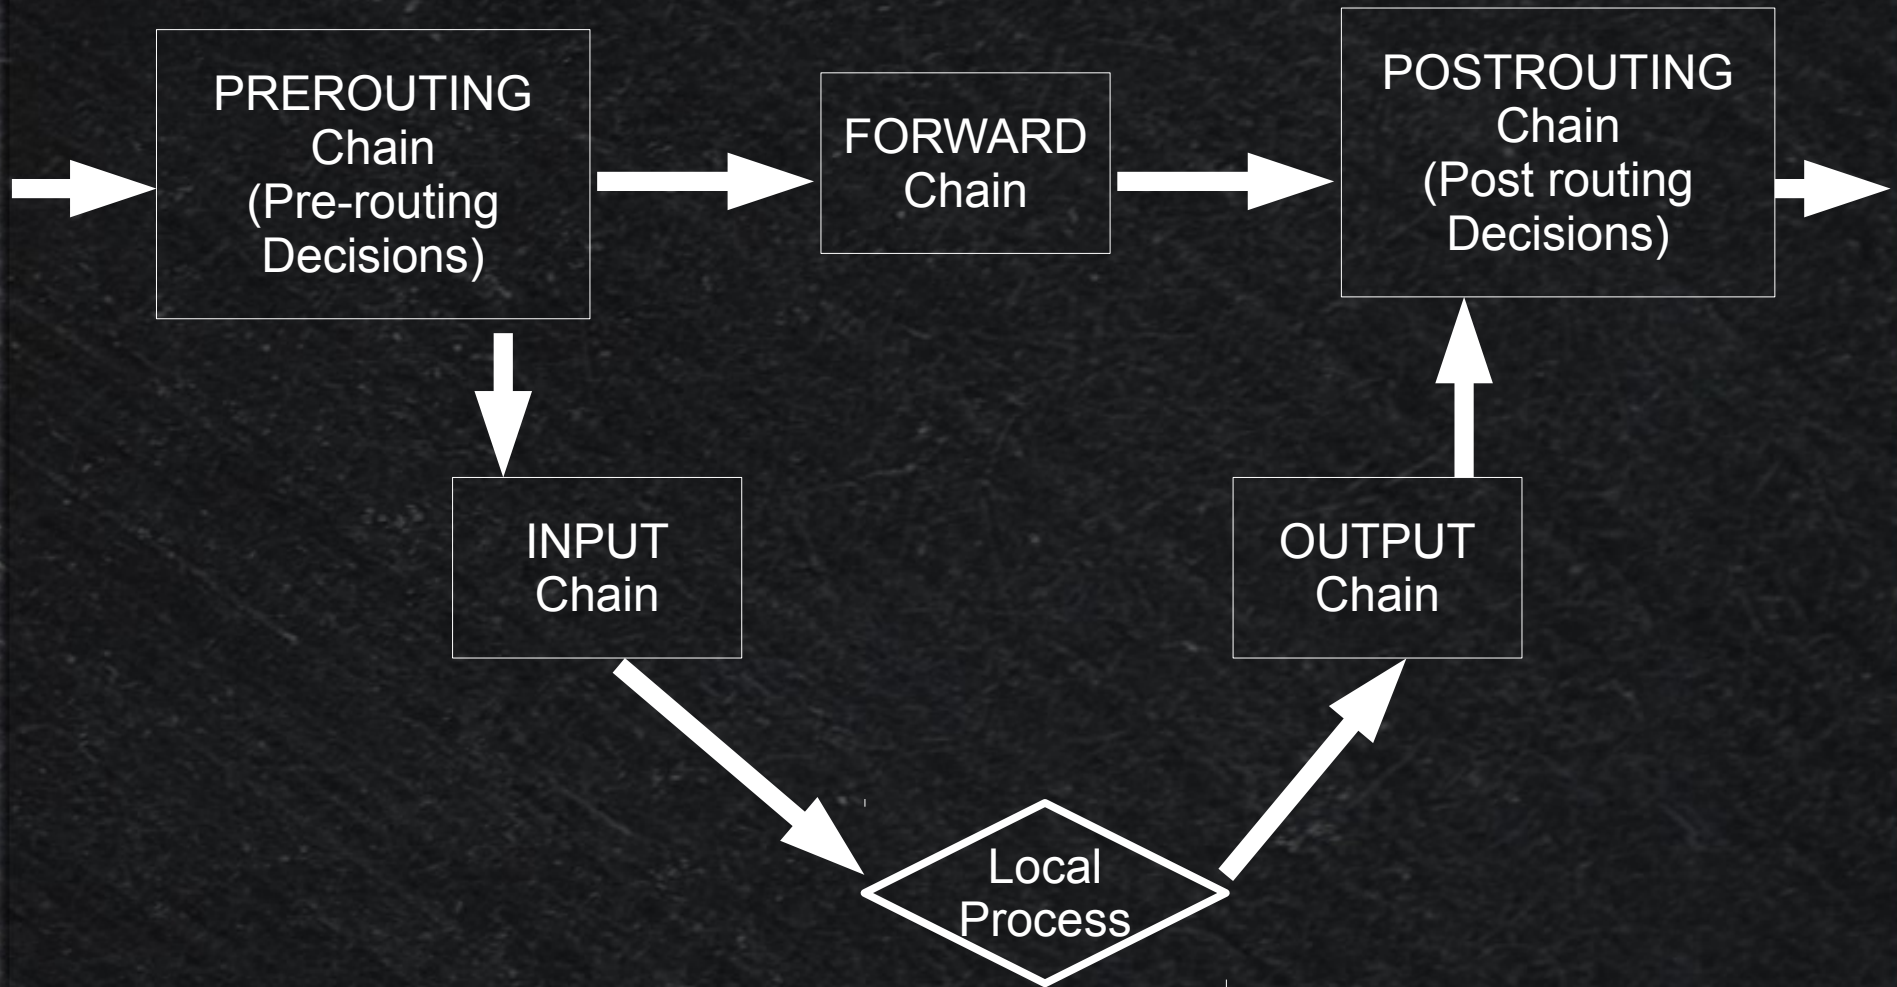 PREROUTING
Chain
(Pre-routing
Decisions)
FORWARD
Chain
POSTROUTING
Chain
(Post routing
Decisions)
INPUT
Chain
OUTPUT
Chain
Local
Process